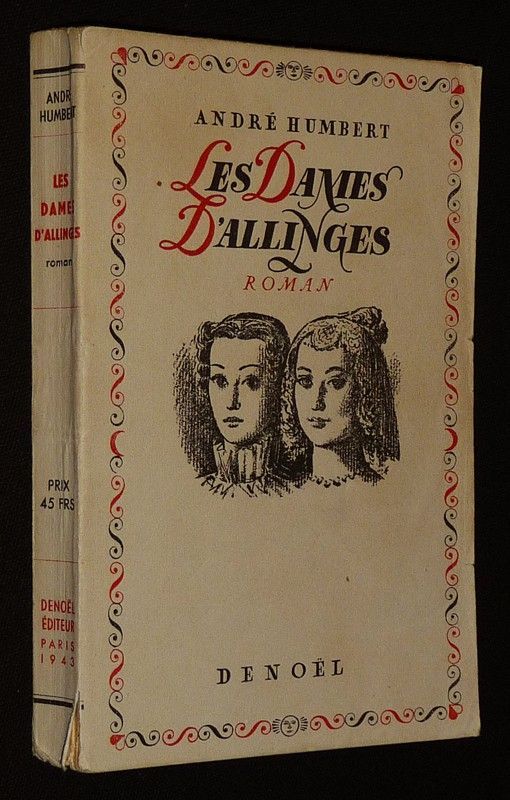 ANDRÉ HUMBERT
LES DAMES
D'ALLINGES
ROMAN
DENOËL
ANDRÉ
HUMBERT
LES
DAMES
D'ALLINGES
roman
PRIX
45 FRS
DENOËL
ÉDITEUR
PARIS
1943